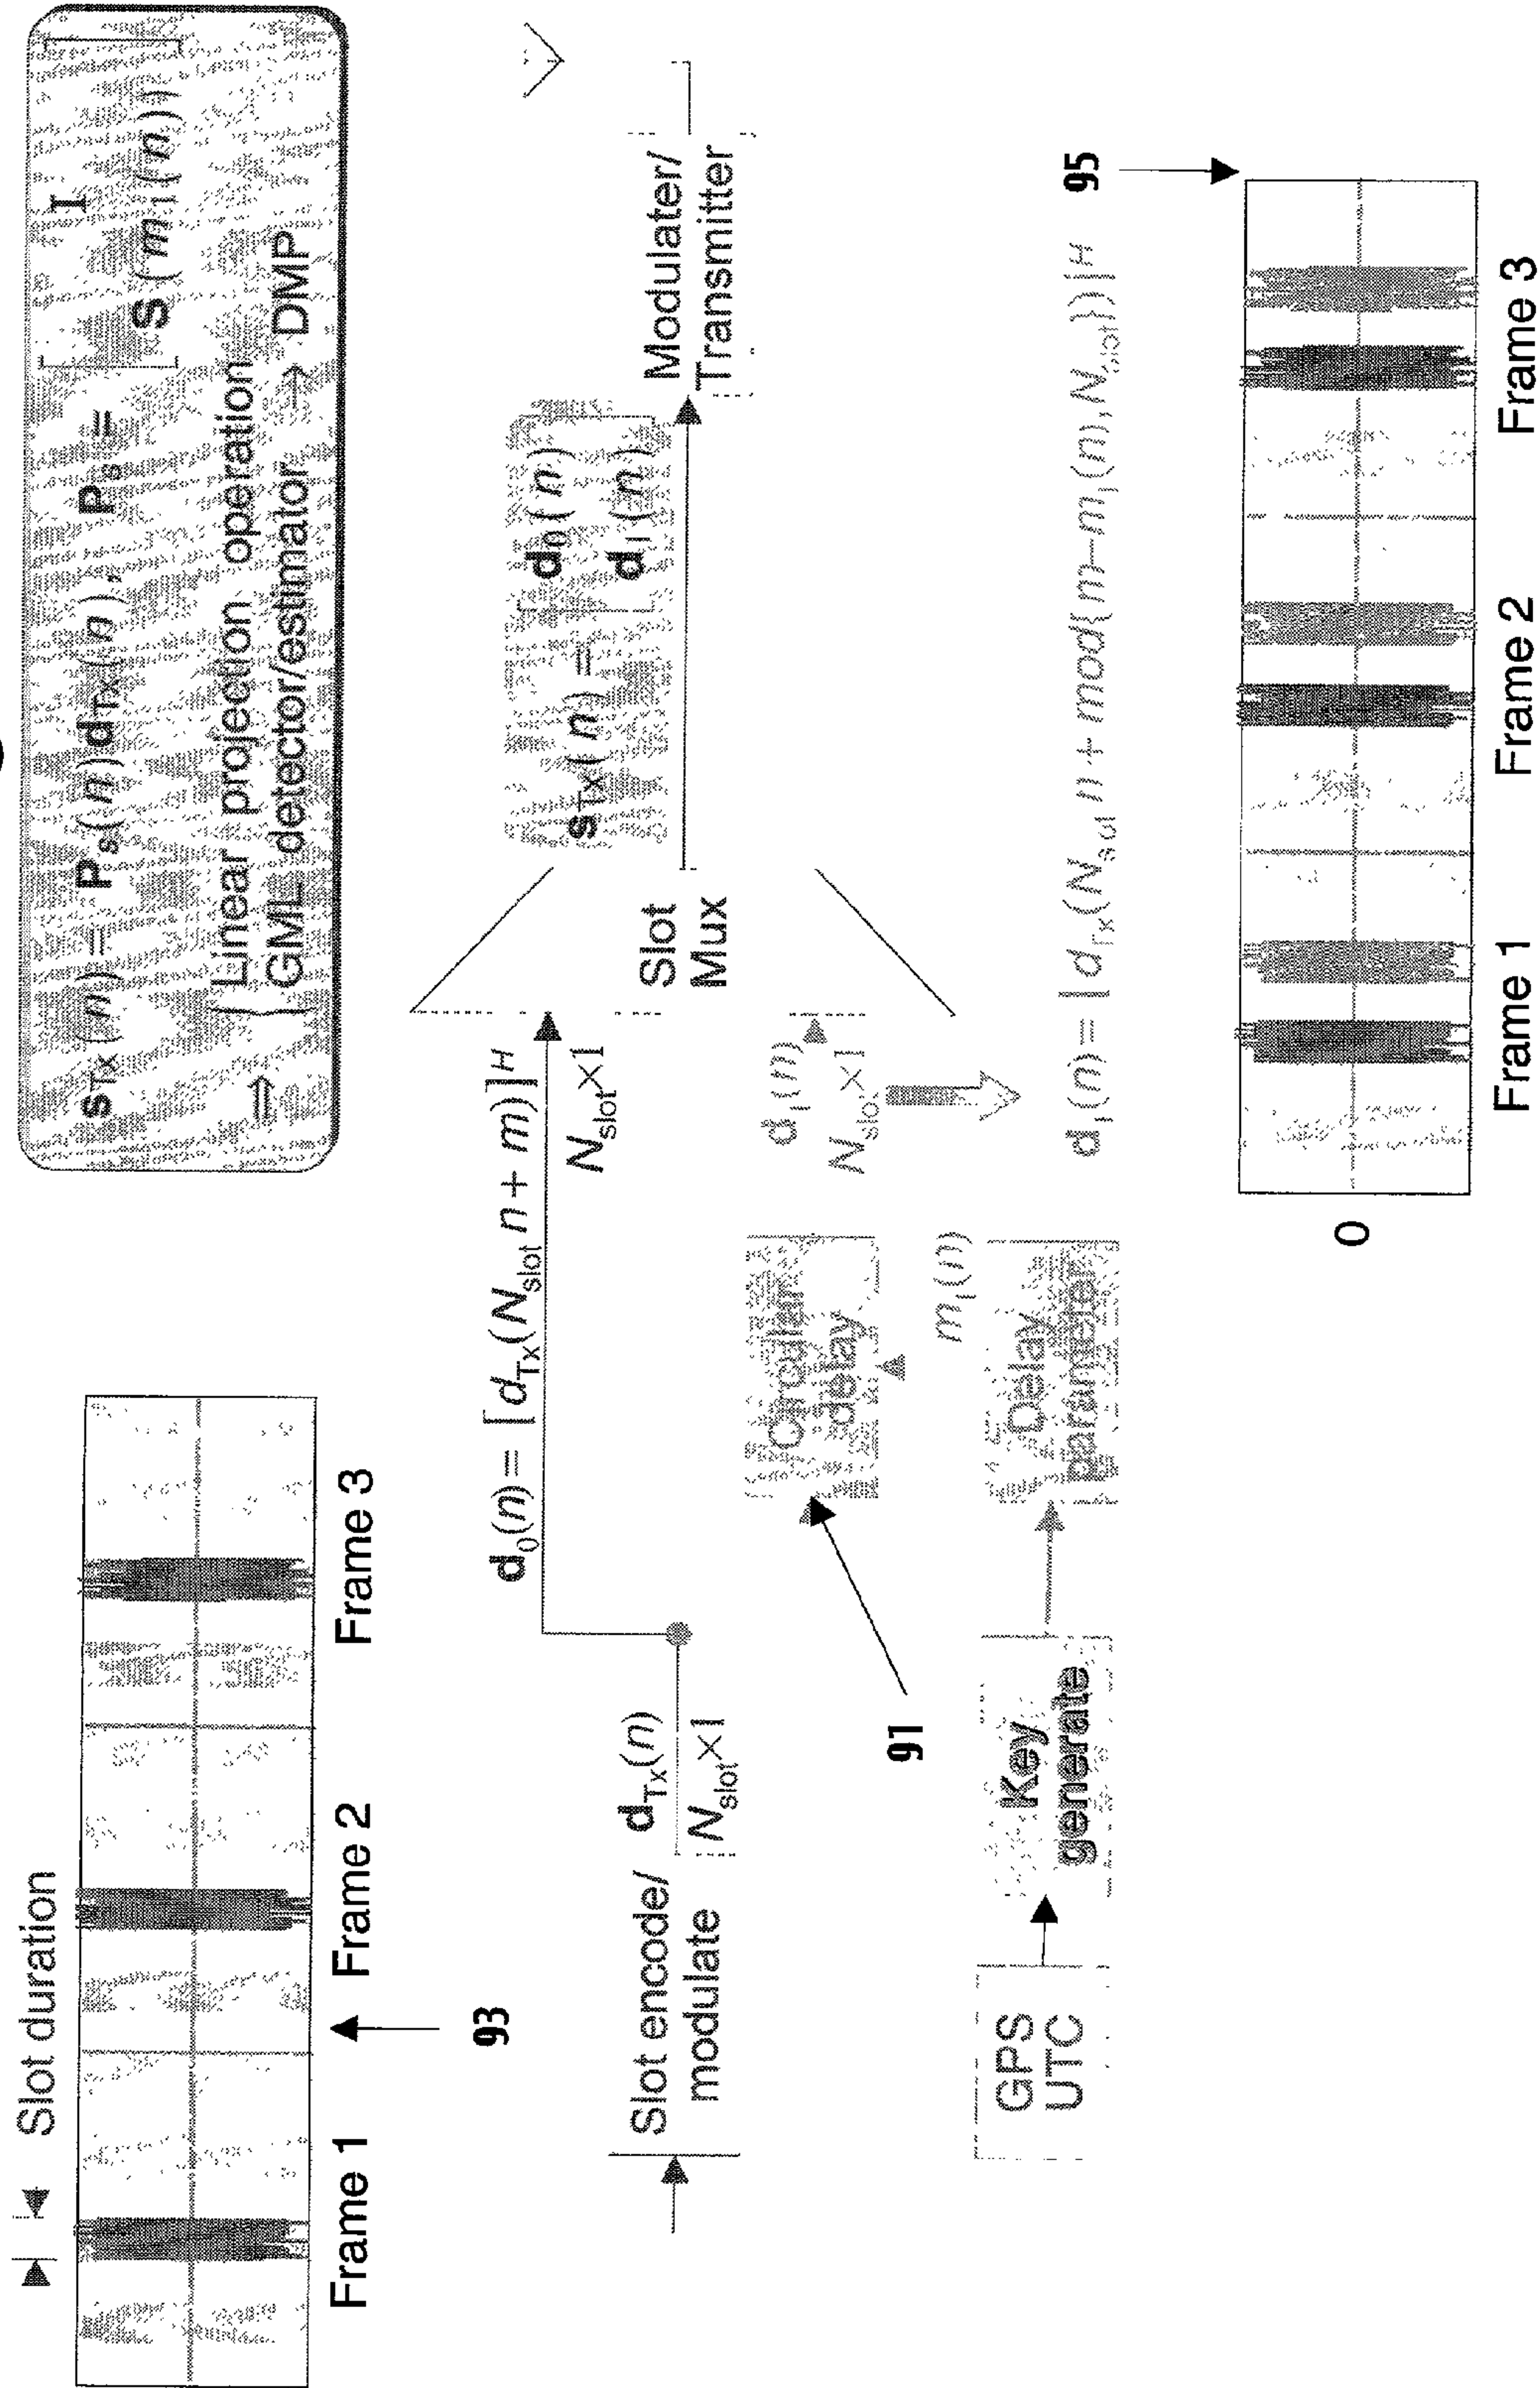 Slot duration
Frame 1 Frame 2 Frame 3
93
s_Tx(n) = P_s(n)d_Tx(n), P_s = [ I S(m_1(n)) ]
Linear projection operation
⇒ GML detector/estimator → DMP
Slot encode/
modulate
d_Tx(n)
N_slot×1
d_0(n) = [d_Tx(N_slot n + m)]^H
N_slot×1
Slot
Mux
s_Tx(n) = [ d_0(n) d_1(n) ]
Modulater/
Transmitter
91
Circular
delay
d_1(n)
N_slot×1
m_1(n)
GPS
UTC
Key
generate
Delay
parameter
d_1(n) = [d_Tx(N_slot n + mod{m−m_1(n),N_slot})]^H
95
0
Frame 1 Frame 2 Frame 3